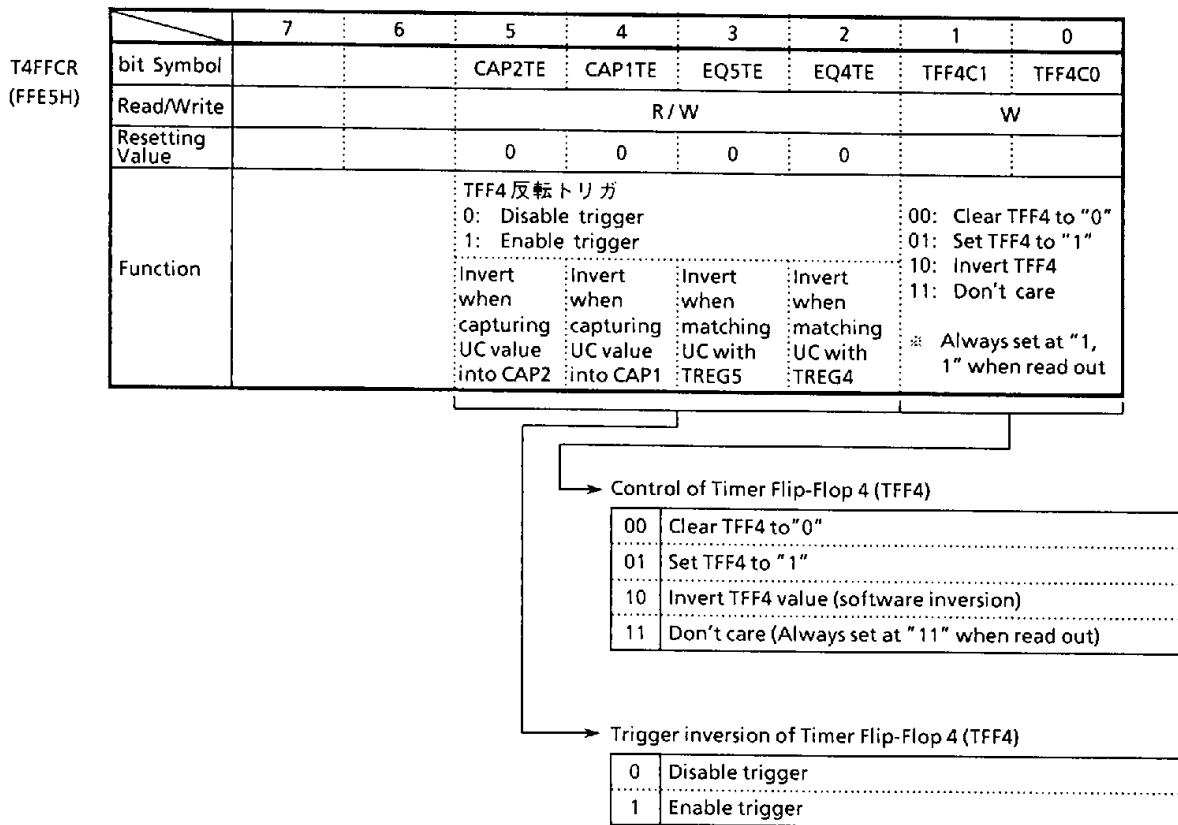 7 6 5 4 3 2 1 0
T4FFCR
(FFE5H)
bit Symbol CAP2TE CAP1TE EQ5TE EQ4TE TFF4C1 TFF4C0
Read/Write R / W W
Resetting
Value 0 0 0 0
Function
TFF4 反転トリガ
0: Disable trigger
1: Enable trigger
Invert
when
capturing
UC value
into CAP2
Invert
when
capturing
UC value
into CAP1
Invert
when
matching
UC with
TREG5
Invert
when
matching
UC with
TREG4
00: Clear TFF4 to "0"
01: Set TFF4 to "1"
10: Invert TFF4
11: Don't care
※ Always set at "1,
1" when read out
Control of Timer Flip-Flop 4 (TFF4)
00 Clear TFF4 to"0"
01 Set TFF4 to "1"
10 Invert TFF4 value (software inversion)
11 Don't care (Always set at "11" when read out)
Trigger inversion of Timer Flip-Flop 4 (TFF4)
0 Disable trigger
1 Enable trigger